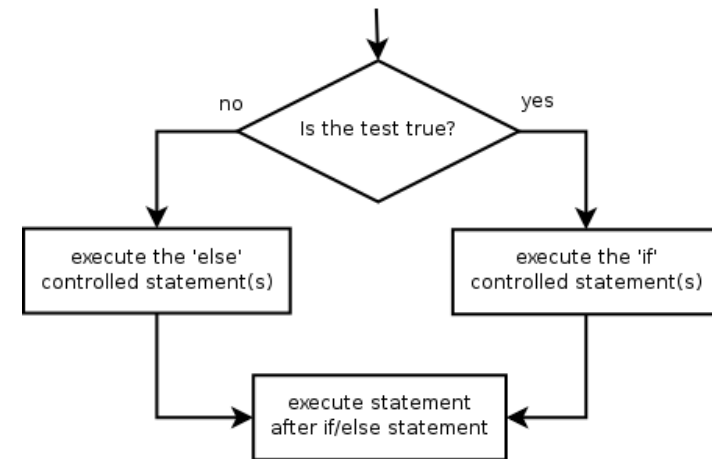 no
yes
Is the test true?
execute the 'else'
controlled statement(s)
execute the 'if'
controlled statement(s)
execute statement
after if/else statement